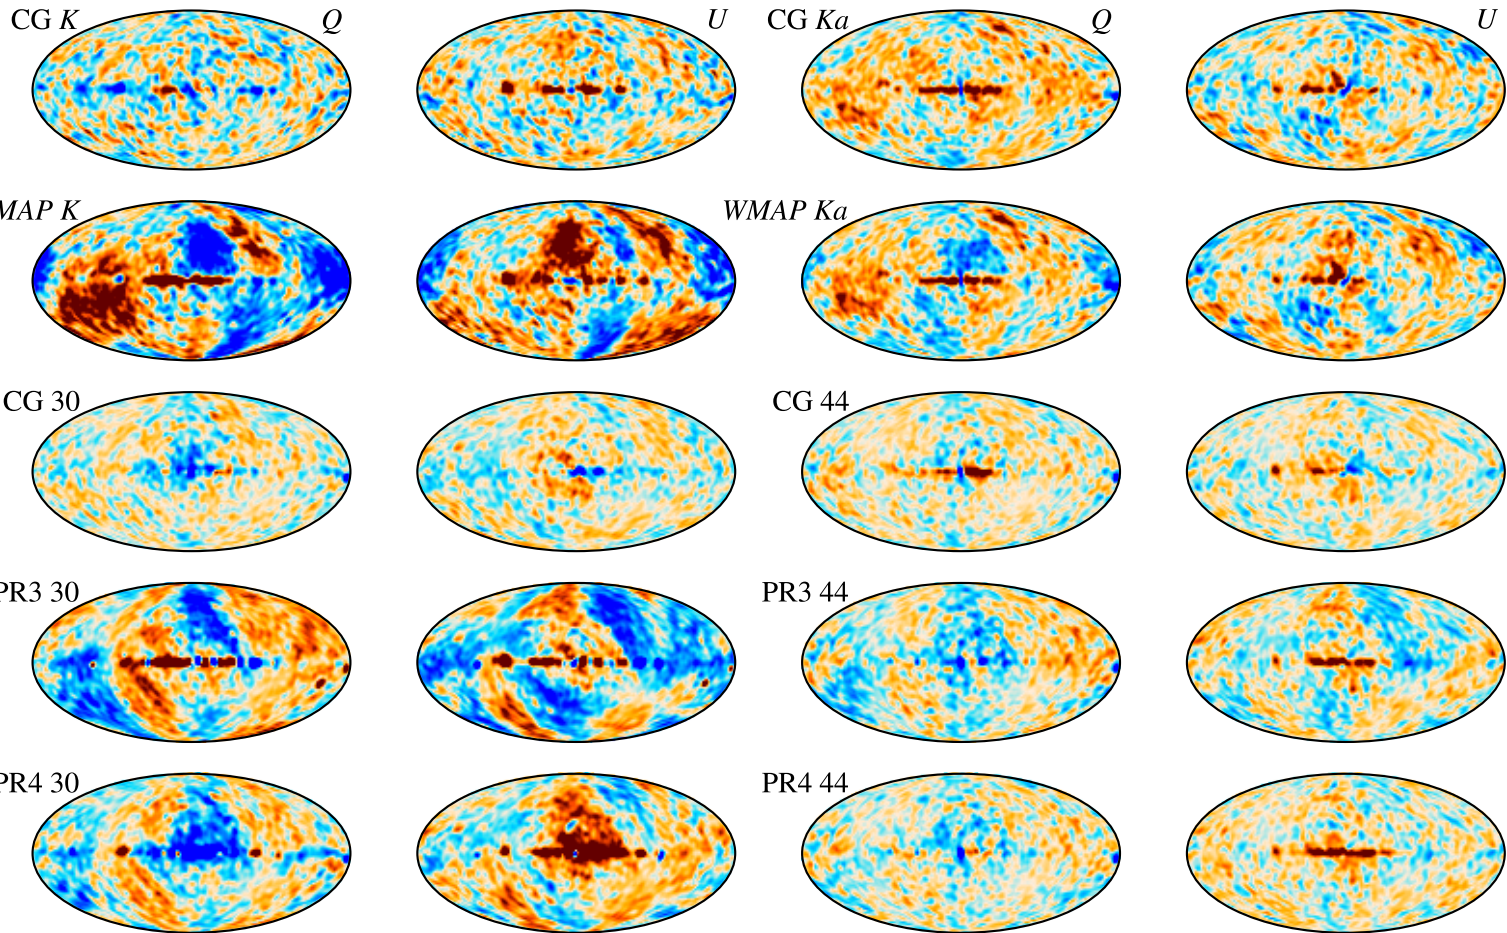 CG K Q U CG Ka Q U
MAP K WMAP Ka
CG 30 CG 44
PR3 30 PR3 44
PR4 30 PR4 44